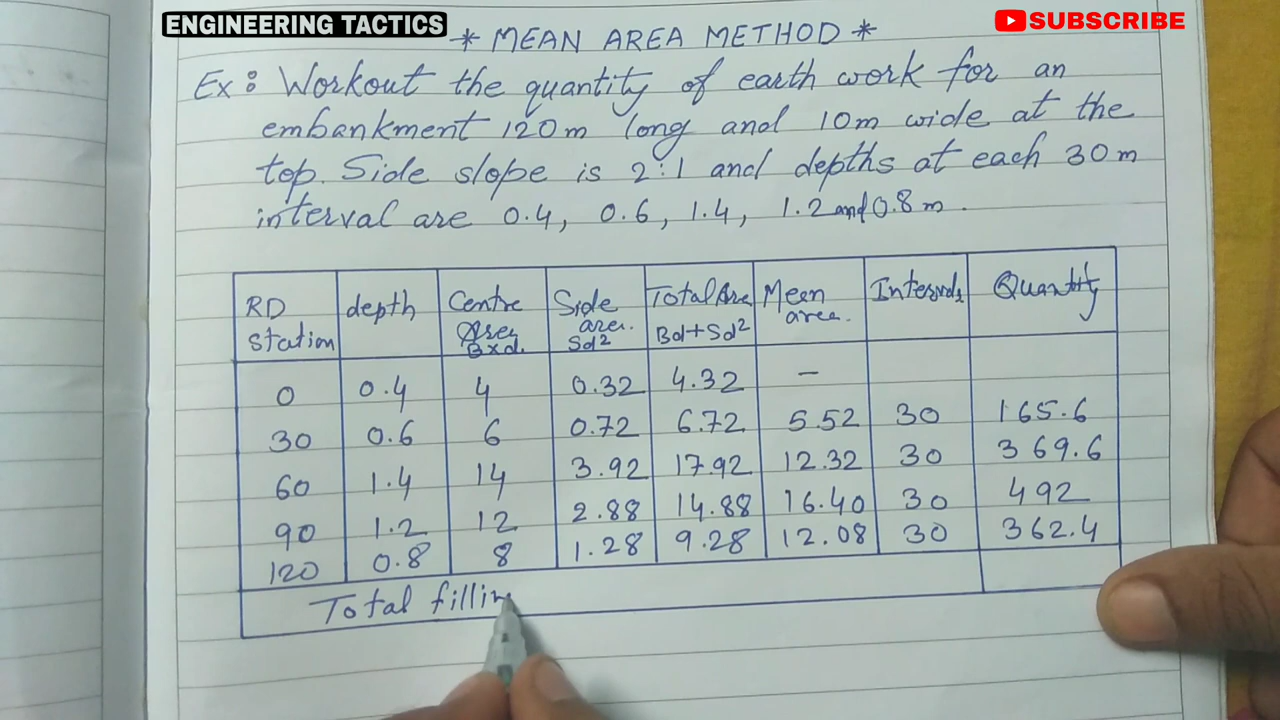 ENGINEERING TACTICS
SUBSCRIBE
* MEAN AREA METHOD *
Ex: Workout the quantity of earth work for an
embankment 120m long and 10m wide at the
top. Side slope is 2:1 and depths at each 30m
interval are 0.4, 0.6, 1.4, 1.2 and 0.8m.
RD Station depth Centre Area Bxd. Side area. Sd² Total Are Bd+Sd² Mean area. Intervals Quantity
0 0.4 4 0.32 4.32 —
30 0.6 6 0.72 6.72 5.52 30 165.6
60 1.4 14 3.92 17.92 12.32 30 369.6
90 1.2 12 2.88 14.88 16.40 30 492
120 0.8 8 1.28 9.28 12.08 30 362.4
Total fillin